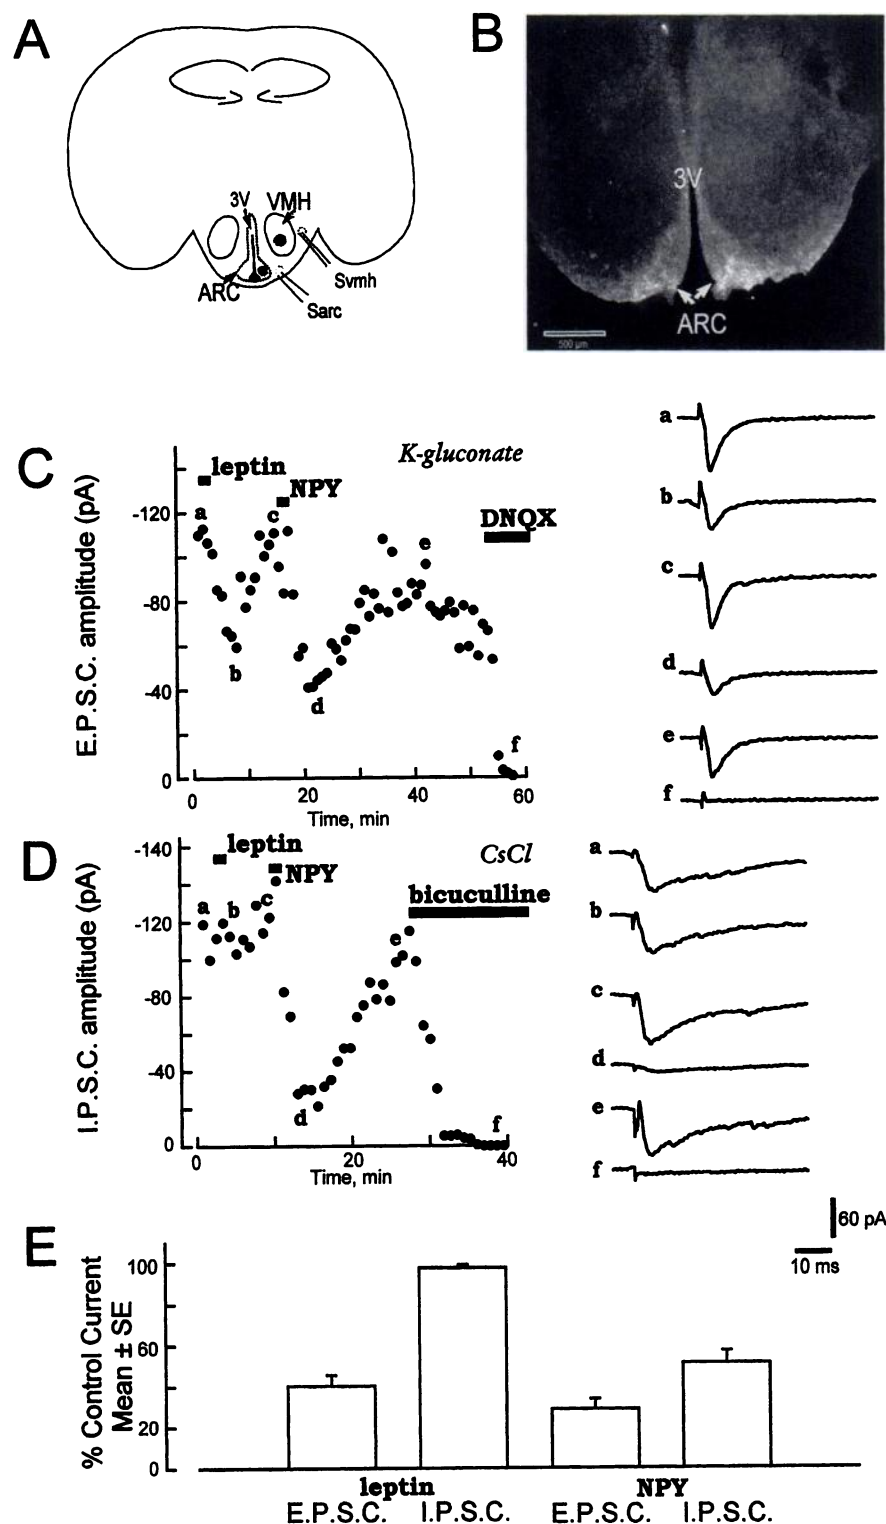 A
3V VMH
ARC
Svmh
Sarc
B
3V
ARC
500 µm
C
E.P.S.C. amplitude (pA)
-120
-80
-40
0
leptin
NPY
K-gluconate
DNQX
a
b
c
d
e
f
0 20 40 60
Time, min
a
b
c
d
e
f
D
I.P.S.C. amplitude (pA)
-140
-120
-80
-40
0
leptin
NPY
CsCl
bicuculline
a
b
c
d
e
f
0 20 40
Time, min
a
b
c
d
e
f
60 pA
10 ms
E
% Control Current
Mean ± SE
100
60
20
0
leptin NPY
E.P.S.C. I.P.S.C. E.P.S.C. I.P.S.C.